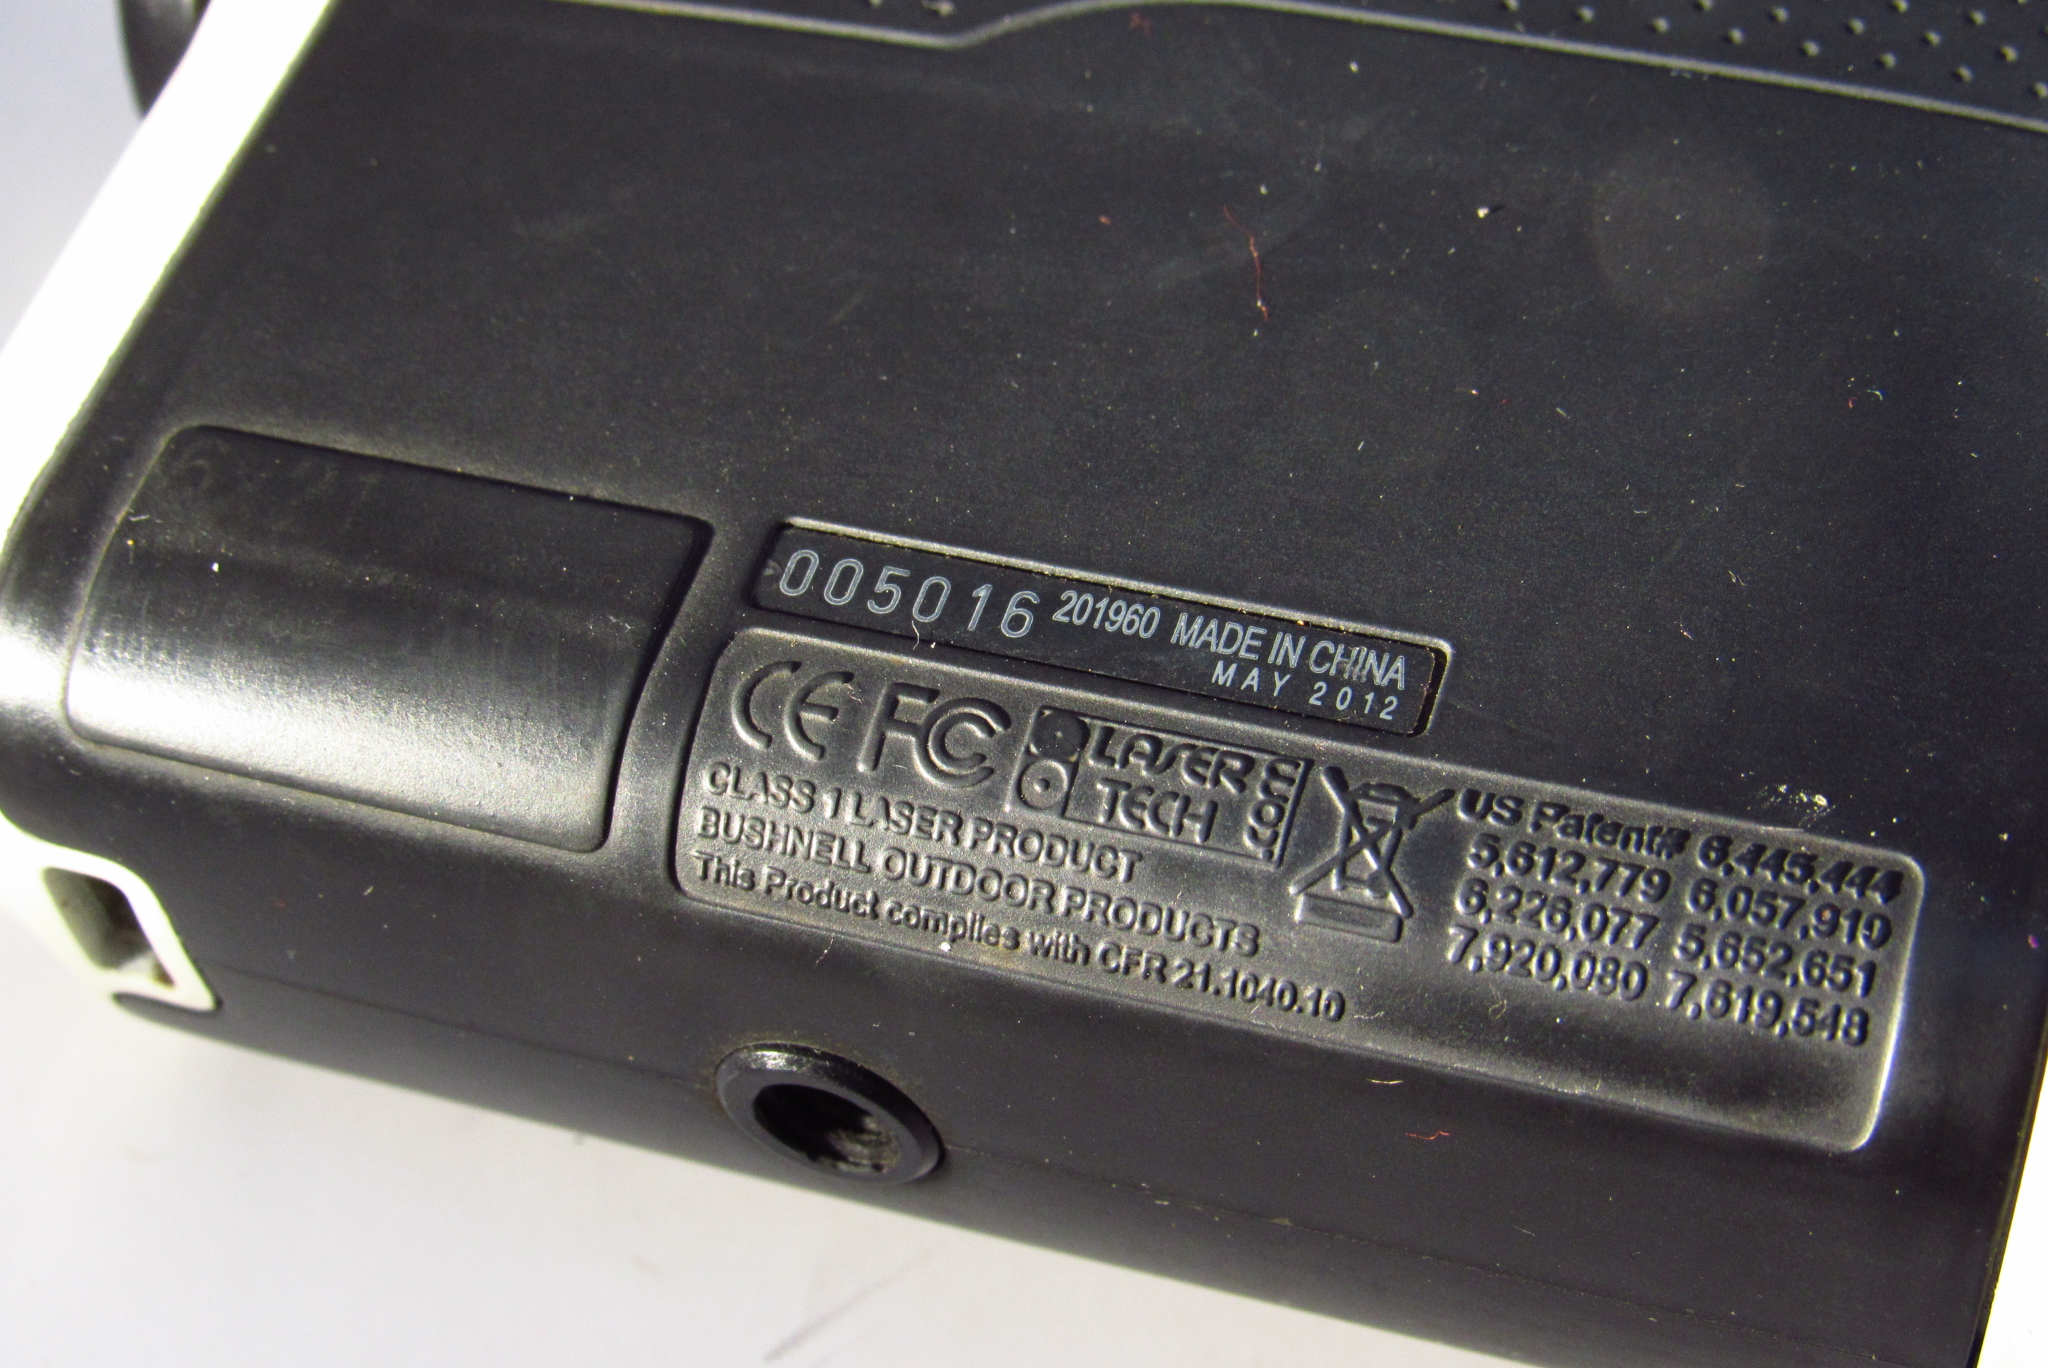 6x21
005016 201960 MADE IN CHINA
MAY 2012
CE FC LASER TECH
CLASS 1 LASER PRODUCT
BUSHNELL OUTDOOR PRODUCTS
This Product complies with CFR 21.1040.10
US Patent# 6,445,444
5,612,779 6,057,910
6,226,077 5,652,651
7,920,080 7,619,548